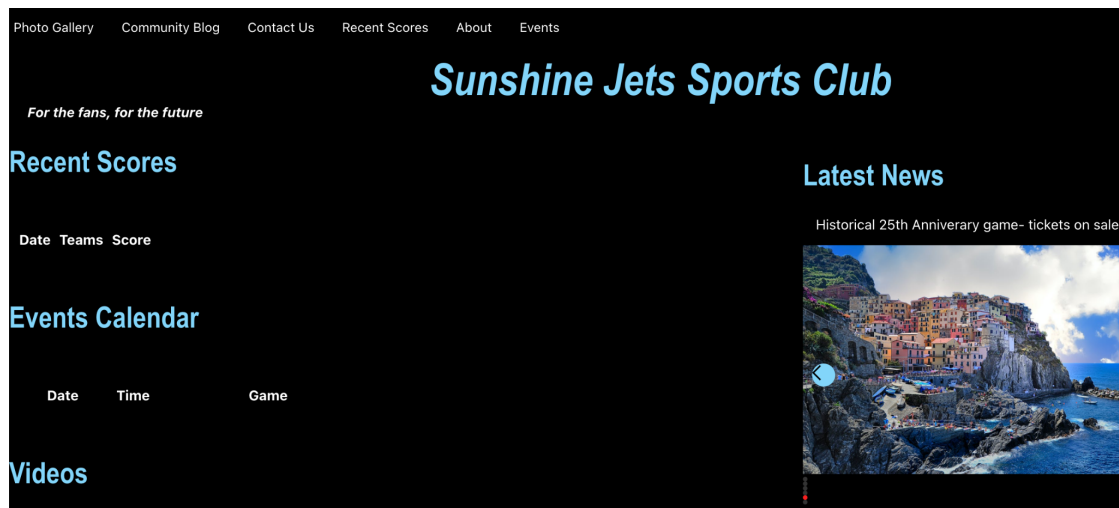 Photo Gallery Community Blog Contact Us Recent Scores About Events
Sunshine Jets Sports Club
For the fans, for the future
Recent Scores
Date Teams Score
Events Calendar
Date Time Game
Videos
Latest News
Historical 25th Anniverary game- tickets on sale